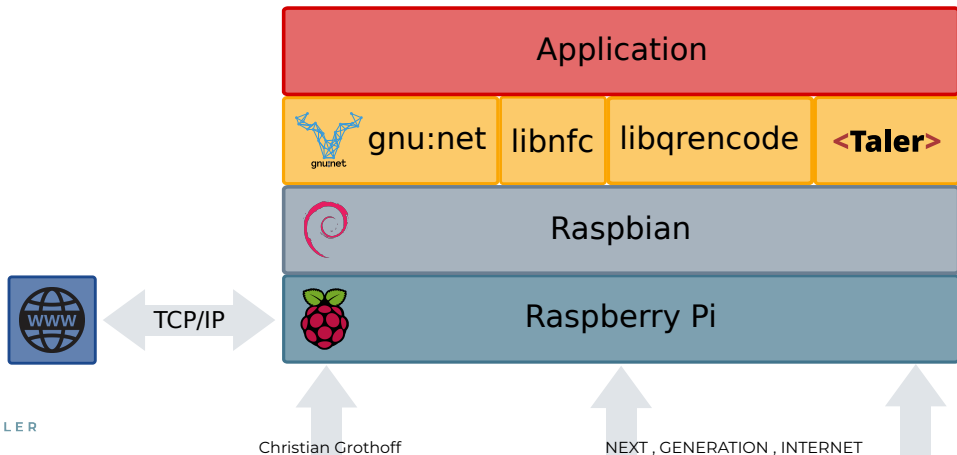 Application
gnu:net gnu:net libnfc libqrencode <Taler>
Raspbian
WWW TCP/IP Raspberry Pi
LER
Christian Grothoff NEXT , GENERATION , INTERNET